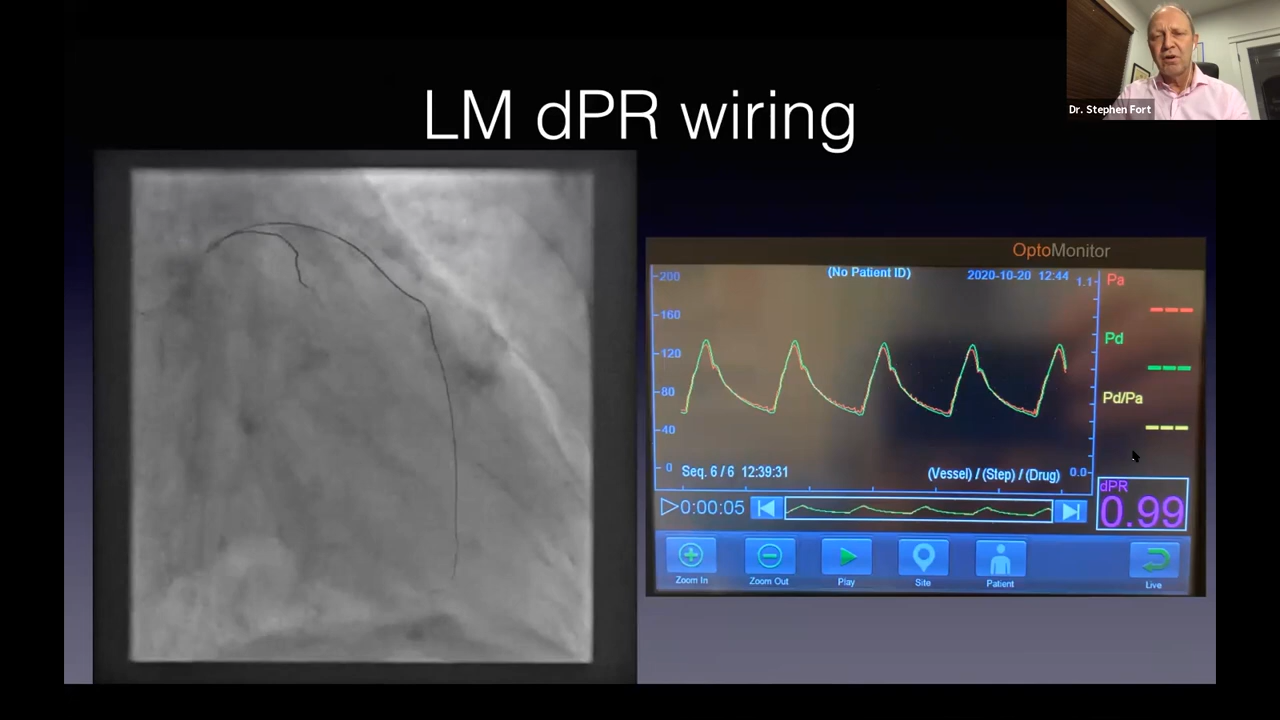 LM dPR wiring
Dr. Stephen Fort
OptoMonitor
200
(No Patient ID)
2020-10-20 12:44
1.1
Pa
160
Pd
120
80
Pd/Pa
40
0
Seq. 6 / 6 12:39:31
(Vessel) / (Step) / (Drug)
0.0
dPR
0.99
0:00:05
Zoom In
Zoom Out
Play
Site
Patient
Live